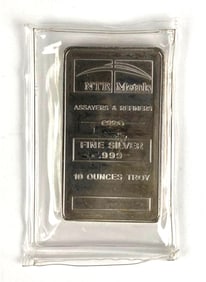 NTR Metals
ASSAYERS & REFINERS
FINE SILVER
.999
10 OUNCES TROY